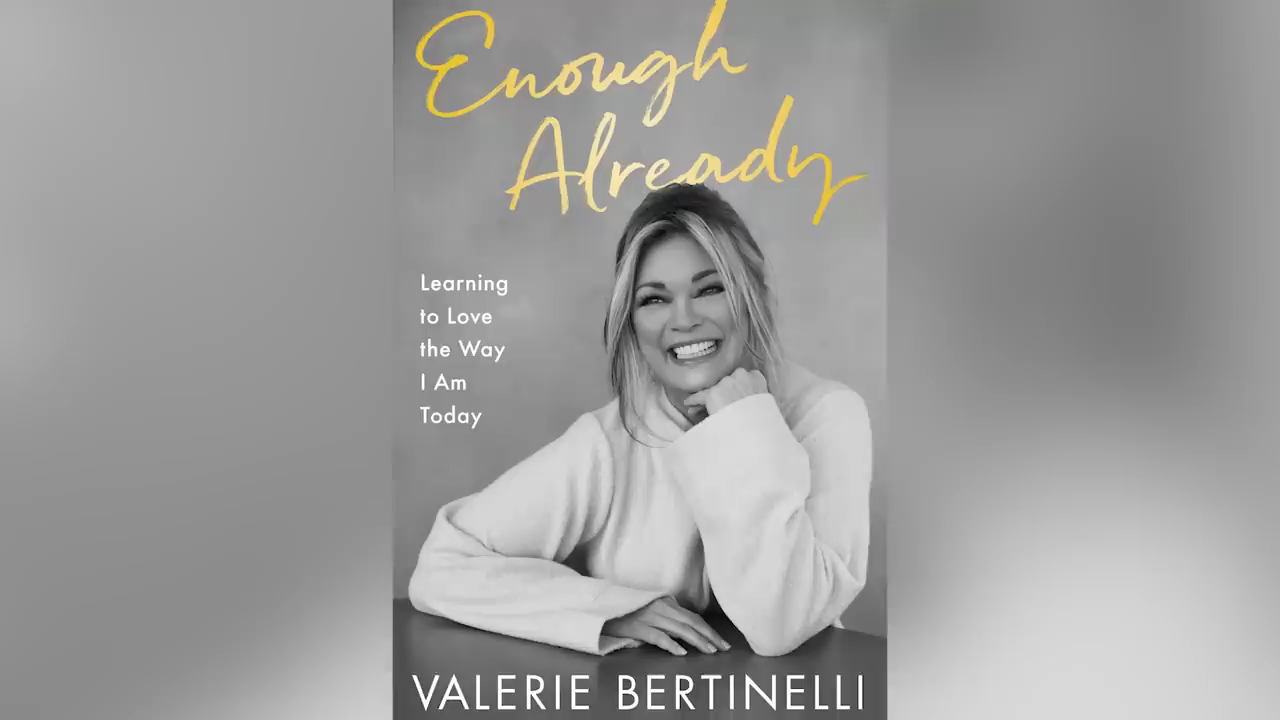 Enough
Already
Learning
to Love
the Way
I Am
Today
VALERIE BERTINELLI